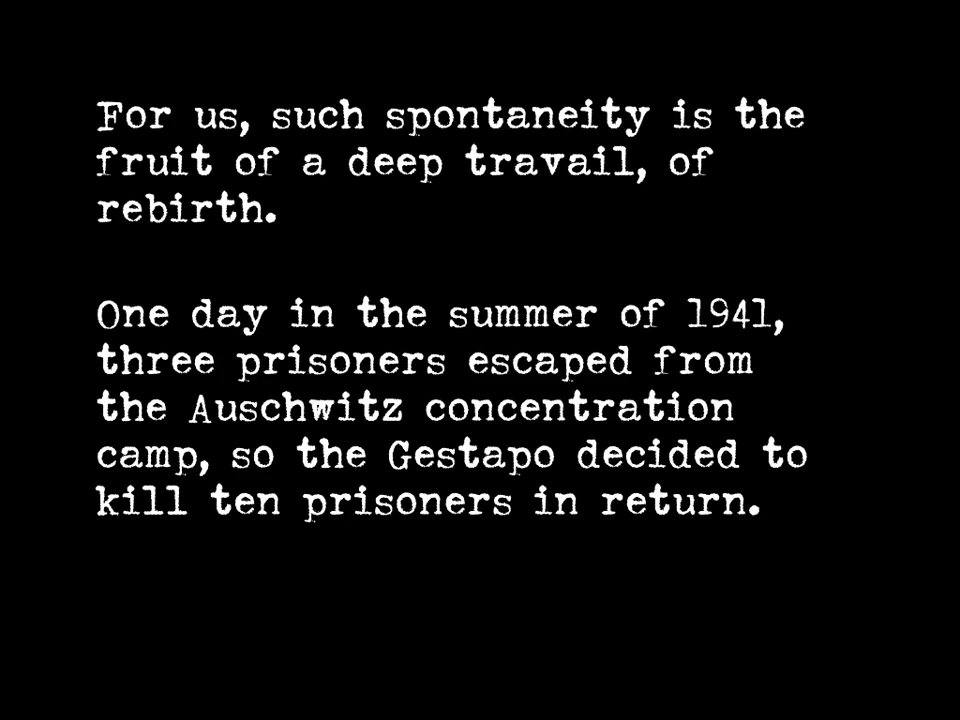 For us, such spontaneity is the
fruit of a deep travail, of
rebirth.
One day in the summer of 1941,
three prisoners escaped from
the Auschwitz concentration
camp, so the Gestapo decided to
kill ten prisoners in return.